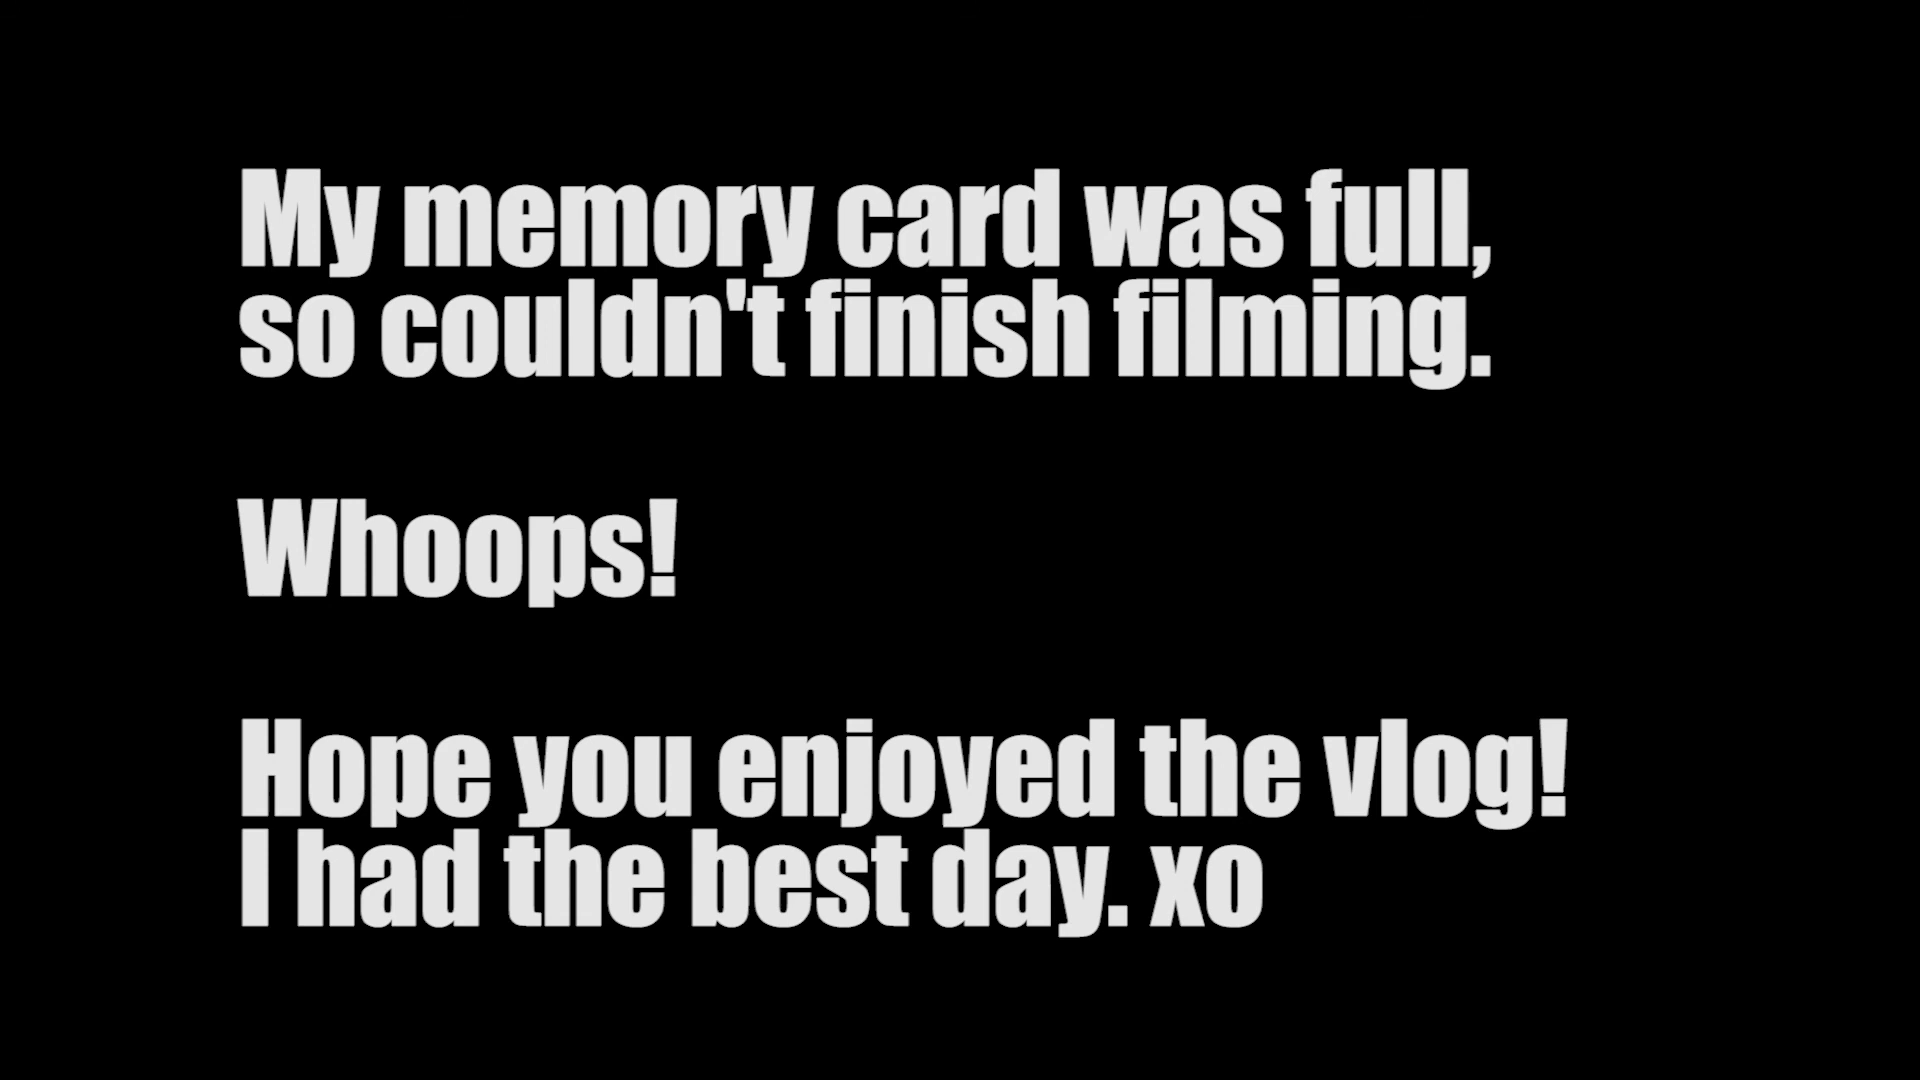 My memory card was full,
so couldn't finish filming.
Whoops!
Hope you enjoyed the vlog!
I had the best day. xo